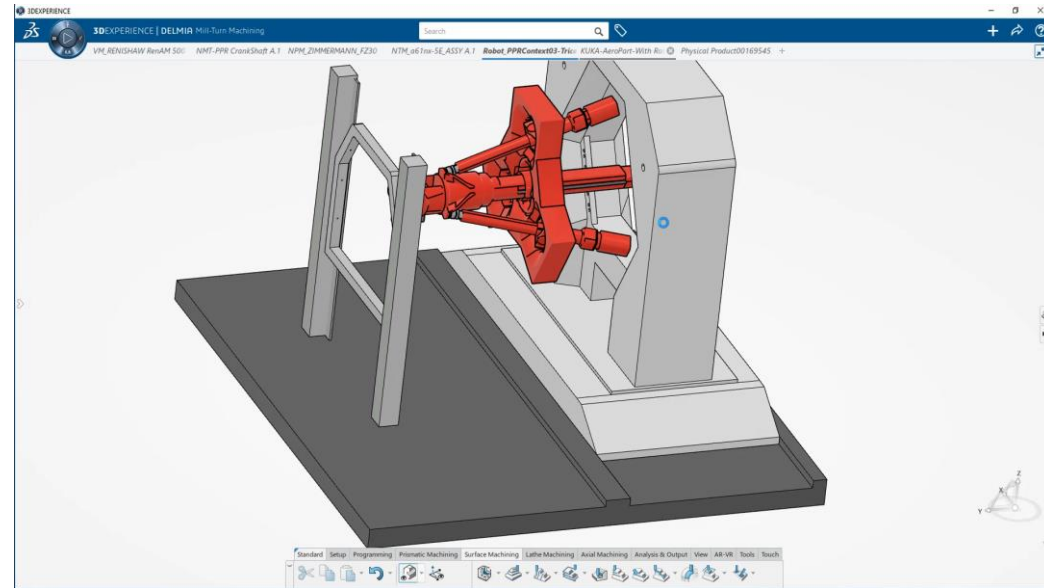 3DEXPERIENCE
3DEXPERIENCE | DELMIA Mill-Turn Machining
Search
VM_RENISHAW RenAM 500 NMT-PPR CrankShaft A.1 NPM_ZIMMERMANN_FZ30 NTM_a61nx-5E_ASSY A.1 Robot_PPRContext03-Trice KUKA-AeroPart-With Ro Physical Product00169545 +
Z
X
Y
Standard Setup Programming Prismatic Machining Surface Machining Lathe Machining Axial Machining Analysis & Output View AR-VR Tools Touch